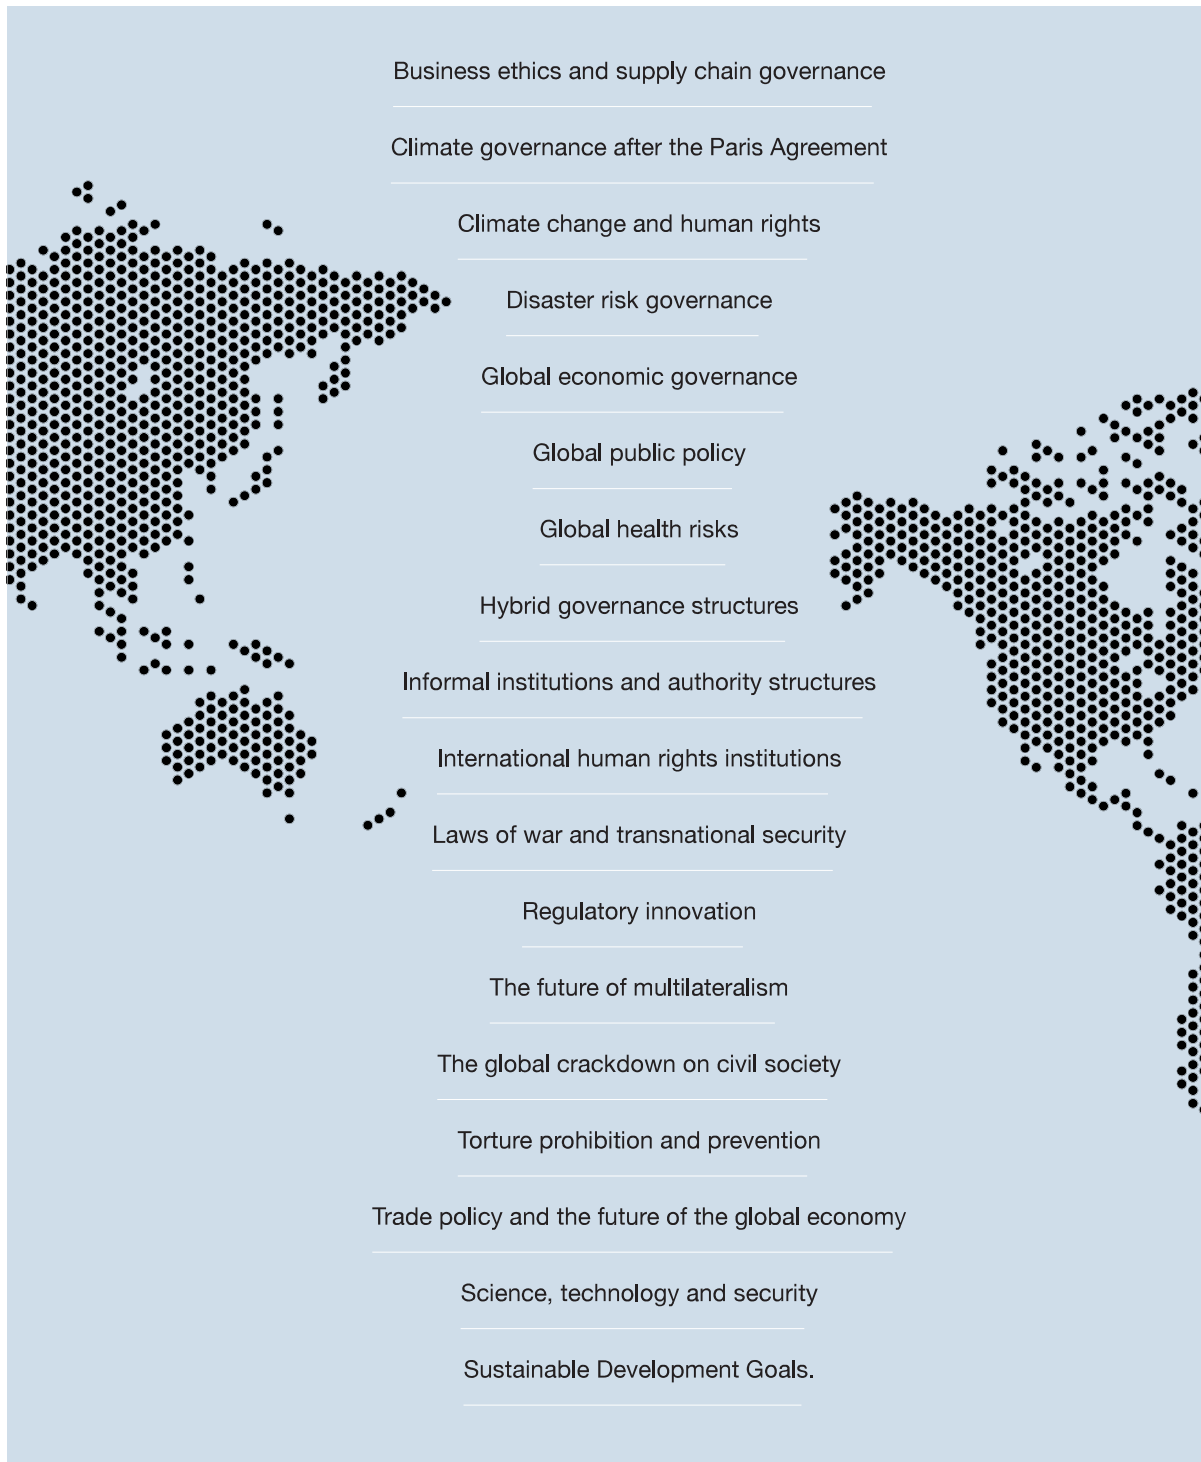 Business ethics and supply chain governance
Climate governance after the Paris Agreement
Climate change and human rights
Disaster risk governance
Global economic governance
Global public policy
Global health risks
Hybrid governance structures
Informal institutions and authority structures
International human rights institutions
Laws of war and transnational security
Regulatory innovation
The future of multilateralism
The global crackdown on civil society
Torture prohibition and prevention
Trade policy and the future of the global economy
Science, technology and security
Sustainable Development Goals.